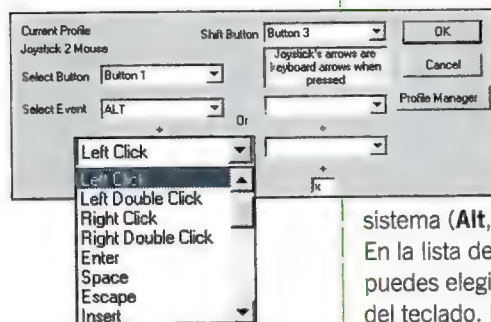 Current Profile
Joystick 2 Mouse
Shift Button Button 3
OK
Joystick's arrows are
keyboard arrows when
pressed
Cancel
Select Button Button 1
Profile Manager
Select Event ALT
Or
+
+
Left Click
+
x
Left Click
Left Double Click
Right Click
Right Double Click
Enter
Space
Escape
Insert
sistema (Alt,
En la lista de
puedes elegi
del teclado.